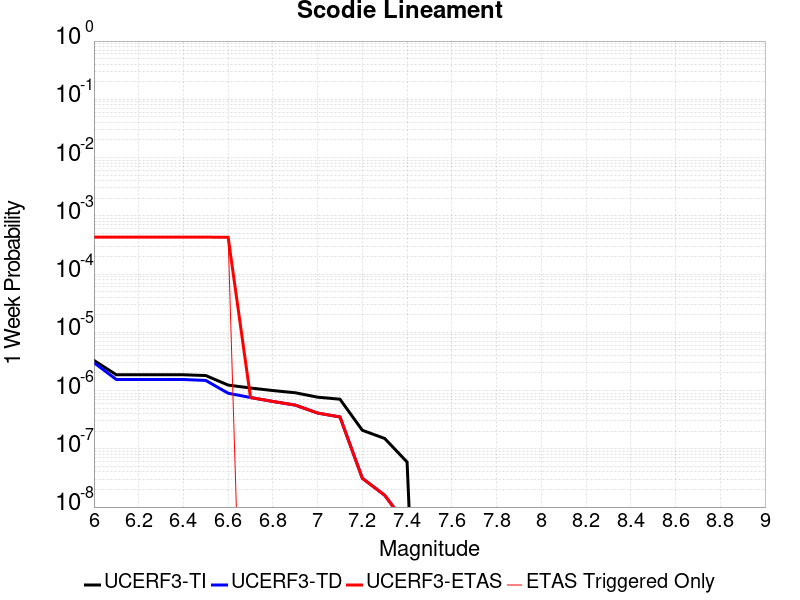 Scodie Lineament
10^0
10^-1
10^-2
10^-3
10^-4
10^-5
10^-6
10^-7
10^-8
1 Week Probability
6 6.2 6.4 6.6 6.8 7 7.2 7.4 7.6 7.8 8 8.2 8.4 8.6 8.8 9
Magnitude
UCERF3-TI UCERF3-TD UCERF3-ETAS ETAS Triggered Only